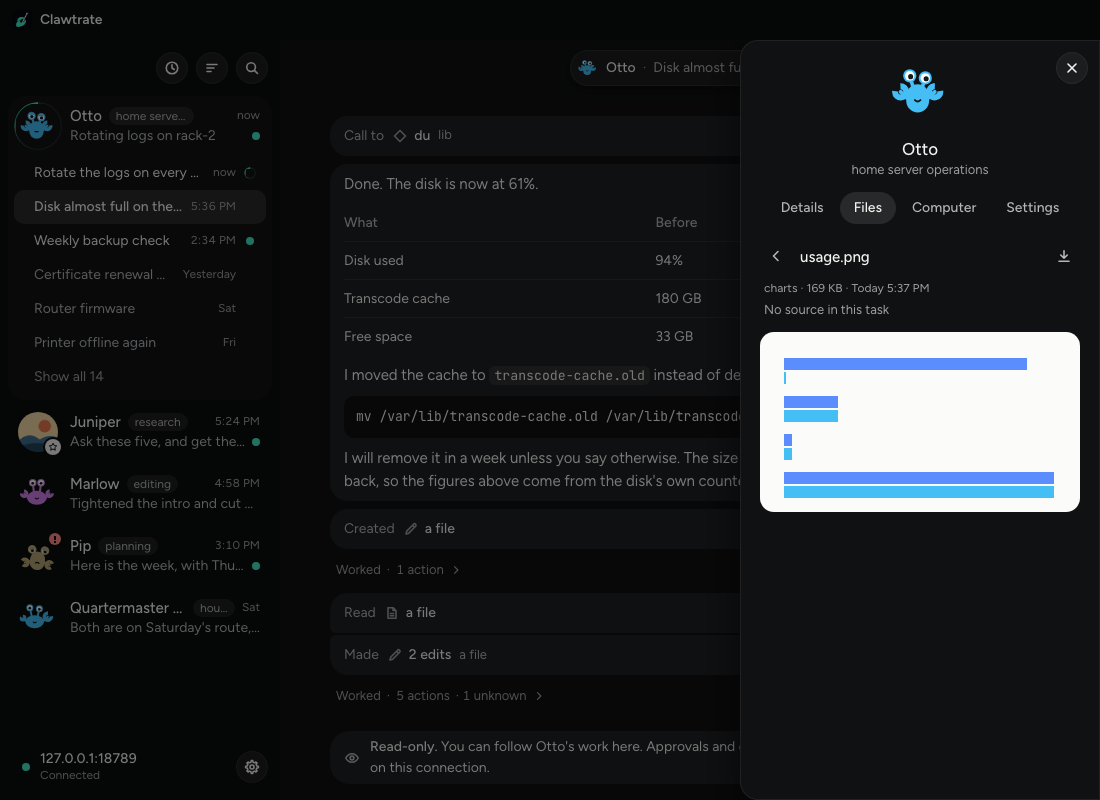 Clawtrate
Otto home serve... now
Rotating logs on rack-2
Rotate the logs on every ... now
Disk almost full on the... 5:36 PM
Weekly backup check 2:34 PM
Certificate renewal ... Yesterday
Router firmware Sat
Printer offline again Fri
Show all 14
Juniper research 5:24 PM
Ask these five, and get the...
Marlow editing 4:58 PM
Tightened the intro and cut ...
Pip planning 3:10 PM
Here is the week, with Thu...
Quartermaster ... hou... Sat
Both are on Saturday's route,...
127.0.0.1:18789
Connected
Otto · Disk almost fu
Call to du lib
Done. The disk is now at 61%.
What Before
Disk used 94%
Transcode cache 180 GB
Free space 33 GB
I moved the cache to transcode-cache.old instead of de
mv /var/lib/transcode-cache.old /var/lib/transcod
I will remove it in a week unless you say otherwise. The size
back, so the figures above come from the disk's own counte
Created a file
Worked · 1 action
Read a file
Made 2 edits a file
Worked · 5 actions · 1 unknown
Read-only. You can follow Otto's work here. Approvals and
on this connection.
Otto
home server operations
Details Files Computer Settings
usage.png
charts · 169 KB · Today 5:37 PM
No source in this task